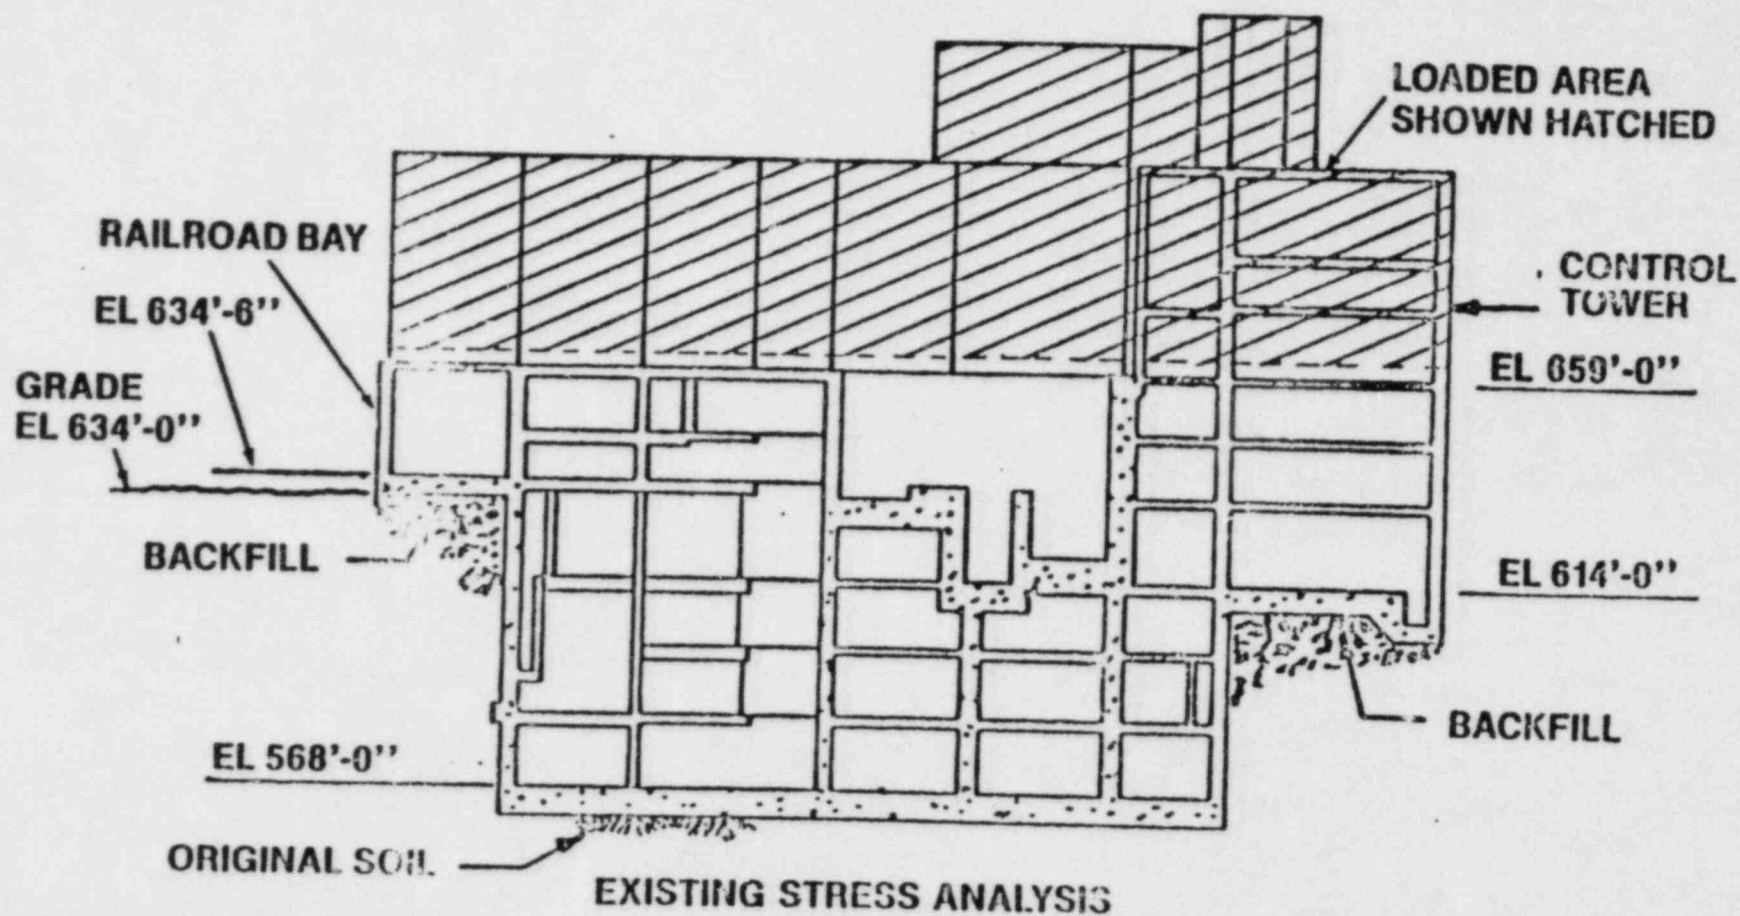 LOADED AREA
SHOWN HATCHED
RAILROAD BAY
EL 634'-6''
GRADE
EL 634'-0''
CONTROL
TOWER
EL 659'-0''
BACKFILL
EL 614'-0''
BACKFILL
EL 568'-0''
ORIGINAL SOIL
EXISTING STRESS ANALYSIS